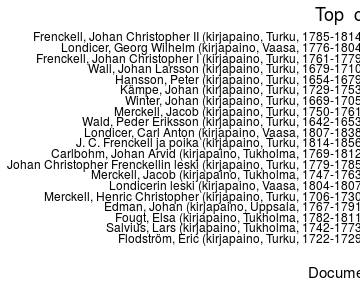 Top c
Frenckell, Johan Christopher II (kirjapaino, Turku, 1785-1814
Londicer, Georg Wilhelm (kirjapaino, Vaasa, 1776-1804
Frenckell, Johan Christopher I (kirjapaino, Turku, 1761-1779
Wall, Johan Larsson (kirjapaino, Turku, 1679-1710
Hansson, Peter (kirjapaino, Turku, 1654-1679
Kämpe, Johan (kirjapaino, Turku, 1729-1753
Winter, Johan (kirjapaino, Turku, 1669-1705
Merckell, Jacob (kirjapaino, Turku, 1750-1761
Wald, Peder Eriksson (kirjapaino, Turku, 1642-1653
Londicer, Carl Anton (kirjapaino, Vaasa, 1807-1838
J. C. Frenckell ja poika (kirjapaino, Turku, 1814-1856
Carlbohm, Johan Arvid (kirjapaino, Tukholma, 1769-1812
Johan Christopher Frenckellin leski (kirjapaino, Turku, 1779-1785
Merckell, Jacob (kirjapaino, Tukholma, 1747-1763
Londicerin leski (kirjapaino, Vaasa, 1804-1807
Merckell, Henric Christopher (kirjapaino, Turku, 1706-1730
Edman, Johan (kirjapaino, Uppsala, 1767-1791
Fougt, Elsa (kirjapaino, Tukholma, 1782-1811
Salvius, Lars (kirjapaino, Tukholma, 1742-1773
Flodström, Eric (kirjapaino, Turku, 1722-1729
Docume